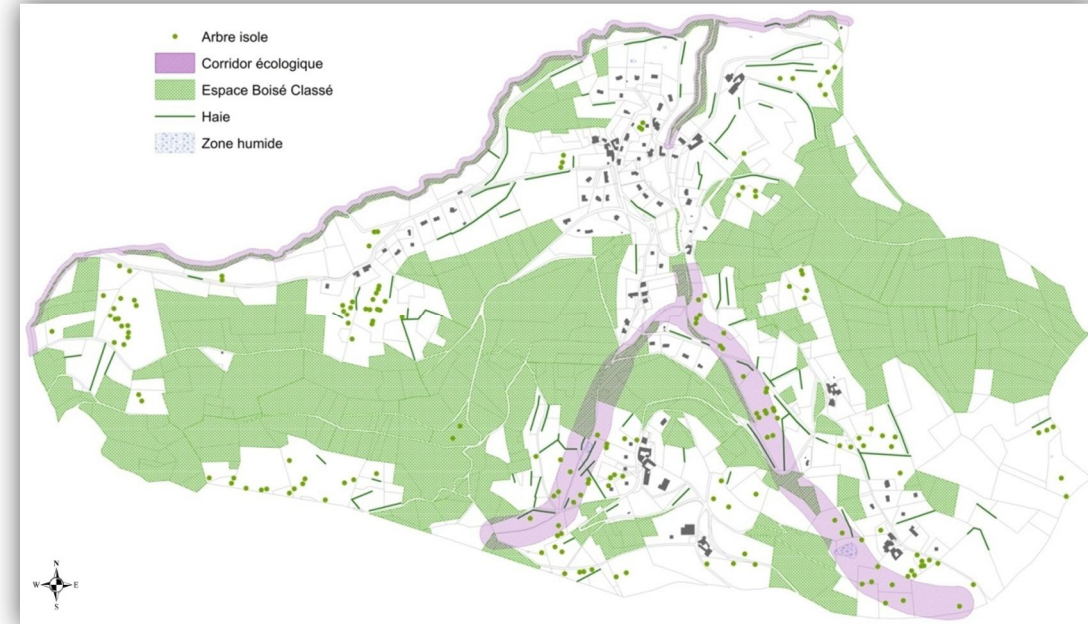 Arbre isole
Corridor écologique
Espace Boisé Classé
Haie
Zone humide
N
W E
S